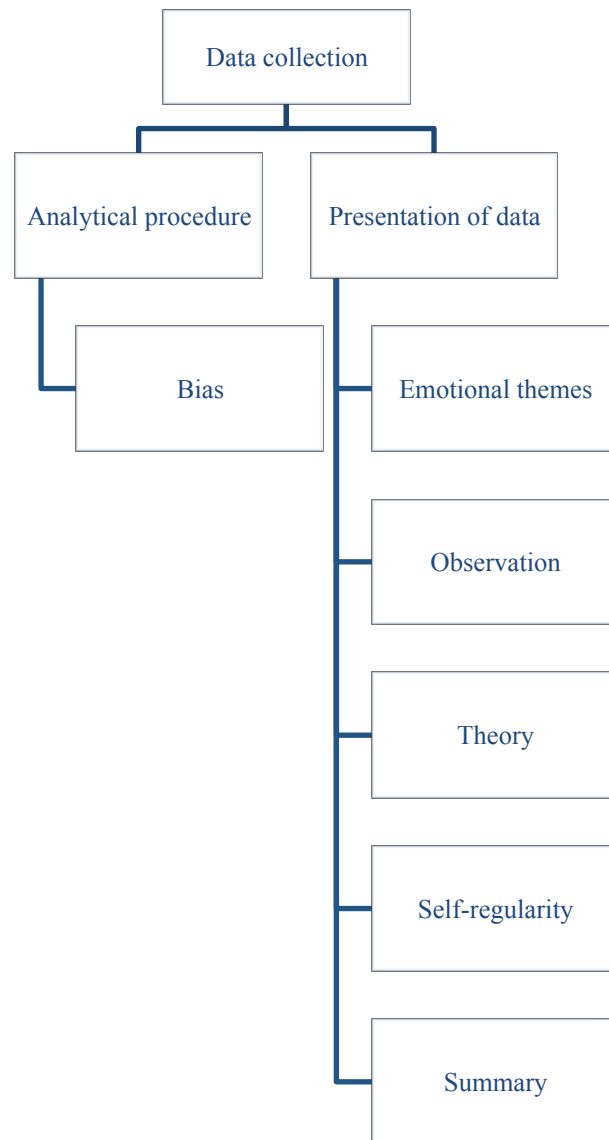 Data collection
Analytical procedure
Presentation of data
Bias
Emotional themes
Observation
Theory
Self-regularity
Summary